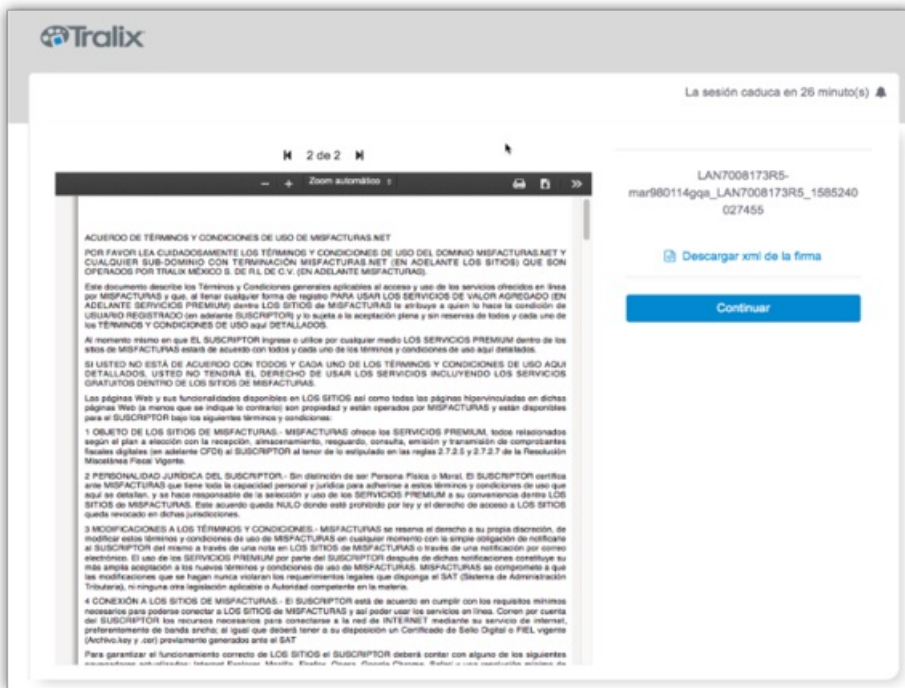 Tralix
La sesión caduca en 26 minuto(s)
2 de 2
Zoom automático
LAN7008173R5-
mar980114gqa_LAN7008173R5_1585240
027455
Descargar xml de la firma
Continuar
ACUERDO DE TÉRMINOS Y CONDICIONES DE USO DE MISFACTURAS.NET
POR FAVOR LEA CUIDADOSAMENTE LOS TÉRMINOS Y CONDICIONES DE USO DEL DOMINIO MISFACTURAS.NET Y
CUALQUIER SUB-DOMINIO CON TERMINACIÓN MISFACTURAS.NET (EN ADELANTE LOS SITIOS) QUE SON
OPERADOS POR TRALIX MÉXICO S. DE R.L DE C.V. (EN ADELANTE MISFACTURAS).
Este documento describe los Términos y Condiciones generales aplicables al acceso y uso de los servicios ofrecidos en línea
por MISFACTURAS y que, al llenar cualquier forma de registro PARA USAR LOS SERVICIOS DE VALOR AGREGADO (EN
ADELANTE SERVICIOS PREMIUM) dentro LOS SITIOS de MISFACTURAS le atribuye a quien lo hace la condición de
USUARIO REGISTRADO (en adelante SUSCRIPTOR) y lo sujeta a la aceptación plena y sin reservas de todos y cada uno de
los TÉRMINOS Y CONDICIONES DE USO aquí DETALLADOS.
Al momento mismo en que EL SUSCRIPTOR ingrese o utilice por cualquier medio LOS SERVICIOS PREMIUM dentro de los
sitios de MISFACTURAS estará de acuerdo con todos y cada uno de los términos y condiciones de uso aquí detallados.
SI USTED NO ESTÁ DE ACUERDO CON TODOS Y CADA UNO DE LOS TÉRMINOS Y CONDICIONES DE USO AQUI
DETALLADOS, USTED NO TENDRÁ EL DERECHO DE USAR LOS SERVICIOS INCLUYENDO LOS SERVICIOS
GRATUITOS DENTRO DE LOS SITIOS DE MISFACTURAS.
Las páginas Web y sus funcionalidades disponibles en LOS SITIOS así como todas las páginas hipervinculadas en dichas
páginas Web (a menos que se indique lo contrario) son propiedad y están operados por MISFACTURAS y están disponibles
para el SUSCRIPTOR bajo los siguientes términos y condiciones:
1 OBJETO DE LOS SITIOS DE MISFACTURAS.- MISFACTURAS ofrece los SERVICIOS PREMIUM, todos relacionados
según el plan a elección con la recepción, almacenamiento, resguardo, consulta, emisión y transmisión de comprobantes
fiscales digitales (en adelante CFDI) al SUSCRIPTOR al tenor de lo estipulado en las reglas 2.7.2.5 y 2.7.2.7 de la Resolución
Miscelánea Fiscal Vigente.
2 PERSONALIDAD JURÍDICA DEL SUSCRIPTOR.- Sin distinción de ser Persona Física o Moral, El SUSCRIPTOR certifica
ante MISFACTURAS que tiene toda la capacidad personal y jurídica para adherirse a estos términos y condiciones de uso que
aquí se detallan, y se hace responsable de la selección y uso de los SERVICIOS PREMIUM a su conveniencia dentro LOS
SITIOS de MISFACTURAS. Este acuerdo queda NULO donde esté prohibido por ley y el derecho de acceso a LOS SITIOS
queda revocado en dichas jurisdicciones.
3 MODIFICACIONES A LOS TÉRMINOS Y CONDICIONES.- MISFACTURAS se reserva el derecho a su propia discreción, de
modificar estos términos y condiciones de uso de MISFACTURAS en cualquier momento con la simple obligación de notificarle
al SUSCRIPTOR del mismo a través de una nota en LOS SITIOS de MISFACTURAS o través de una notificación por correo
electrónico. El uso de los SERVICIOS PREMIUM por parte del SUSCRIPTOR después de dichas notificaciones constituye su
más amplia aceptación a los nuevos términos y condiciones de uso de MISFACTURAS. MISFACTURAS se compromete a que
las modificaciones que se hagan nunca violaran los requerimientos legales que disponga el SAT (Sistema de Administración
Tributaria), ni ninguna otra legislación aplicable o Autoridad competente en la materia.
4 CONEXIÓN A LOS SITIOS DE MISFACTURAS.- El SUSCRIPTOR está de acuerdo en cumplir con los requisitos mínimos
necesarios para poderse conectar a LOS SITIOS de MISFACTURAS y así poder usar los servicios en línea. Corren por cuenta
del SUSCRIPTOR los recursos necesarios para conectarse a la red de INTERNET mediante su servicio de internet,
preferentemente de banda ancha; al igual que deberá tener a su disposición un Certificado de Sello Digital o FIEL vigente
(Archivo.key y .cer) previamente generados ante el SAT
Para garantizar el funcionamiento correcto de LOS SITIOS el SUSCRIPTOR deberá contar con alguno de los siguientes